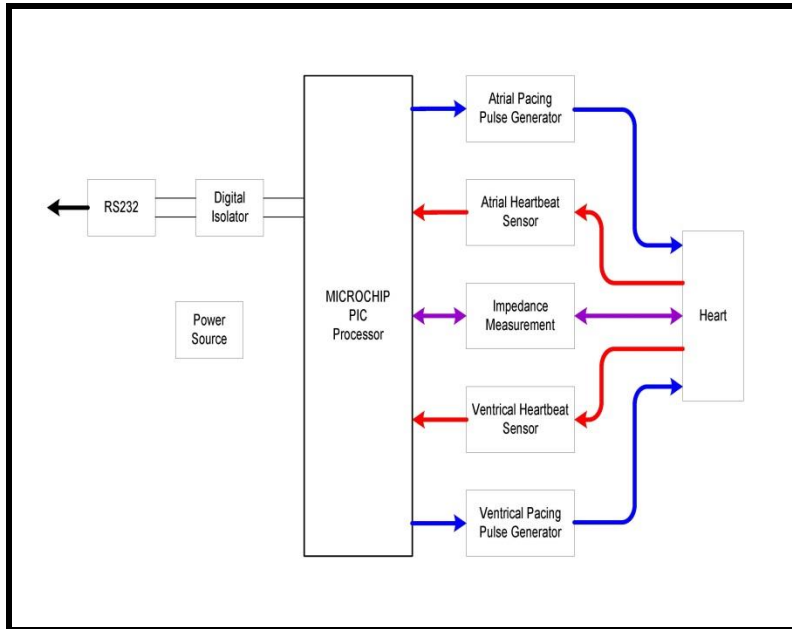 Atrial Pacing
Pulse Generator
RS232
Digital
Isolator
Atrial Heartbeat
Sensor
Power
Source
MICROCHIP
PIC
Processor
Impedance
Measurement
Heart
Ventrical Heartbeat
Sensor
Ventrical Pacing
Pulse Generator